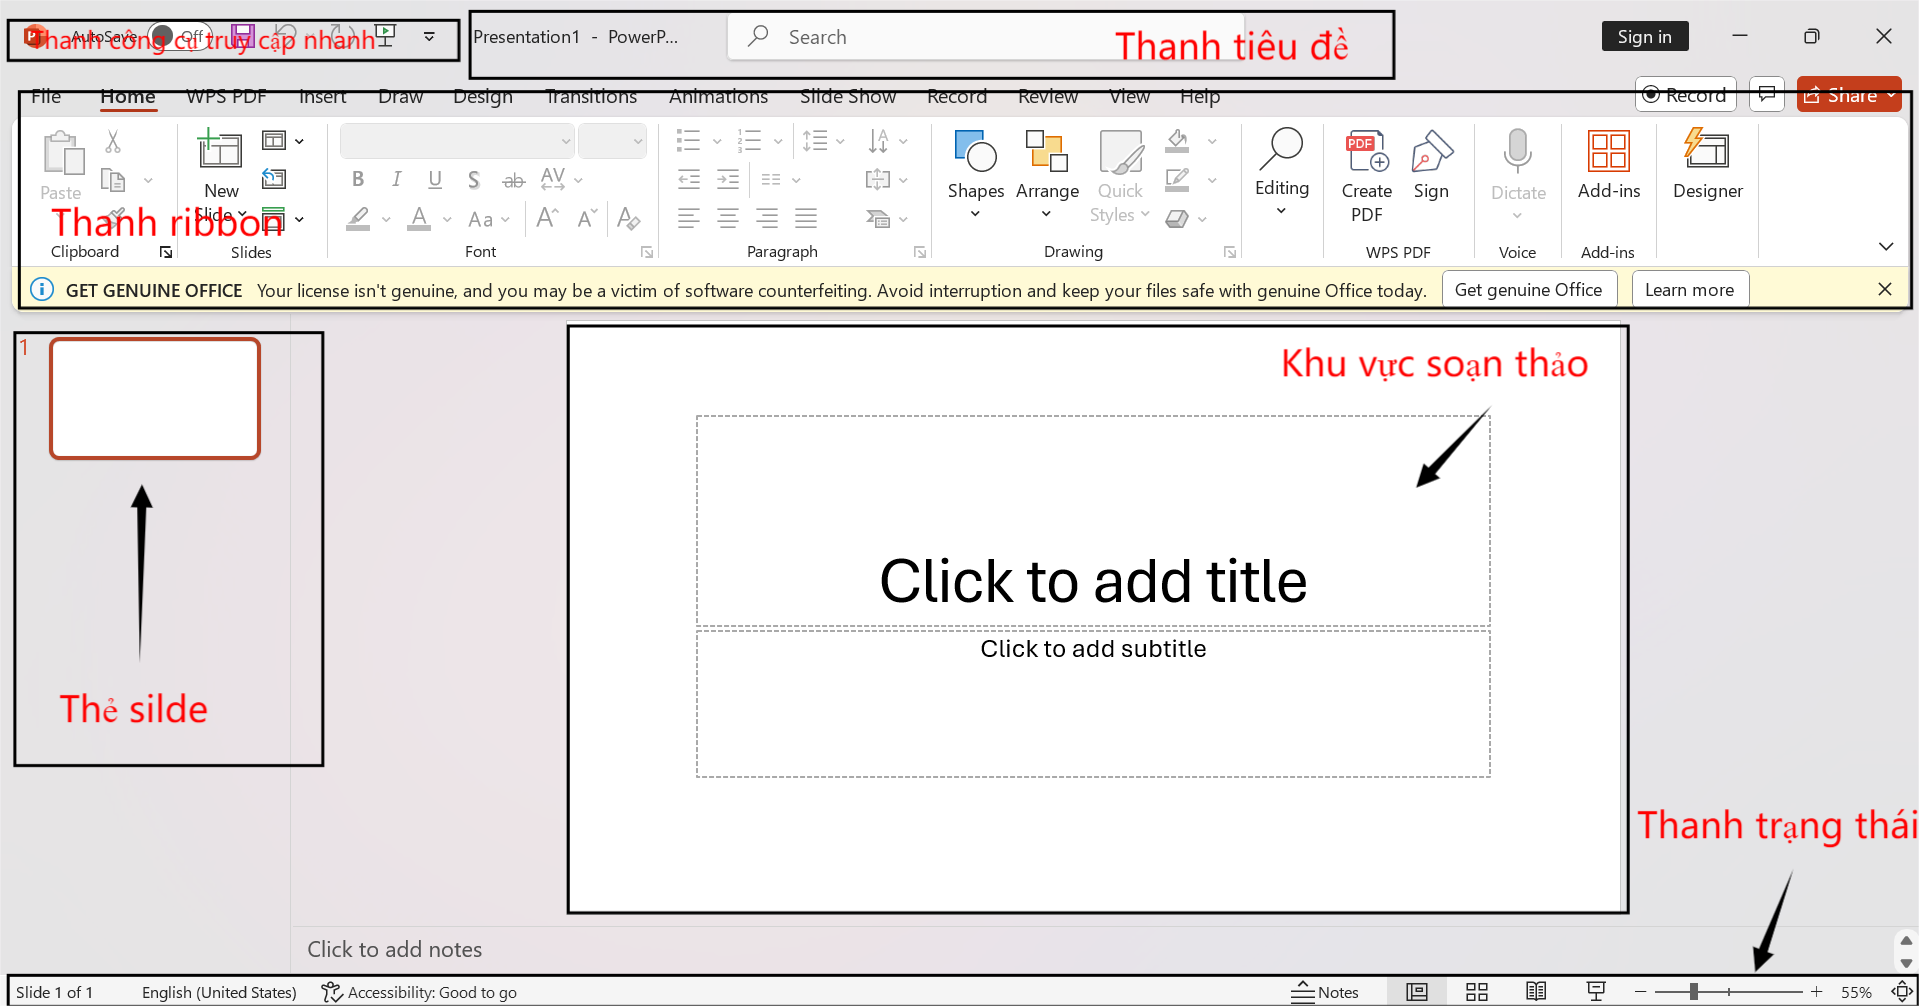 AutoSave Off
Thanh công cụ truy cập nhanh
Presentation1 - PowerP...
Search
Thanh tiêu đề
Sign in
File Home WPS PDF Insert Draw Design Transitions Animations Slide Show Record Review View Help
Record
Share
Paste
New
Slide
Thanh ribbon
Clipboard
Slides
B I U S ab AV
A Aa A A A
Font
Paragraph
Shapes
Arrange
Quick
Styles
Drawing
Editing
PDF
Create
PDF
Sign
WPS PDF
Dictate
Voice
Add-ins
Add-ins
Designer
GET GENUINE OFFICE Your license isn't genuine, and you may be a victim of software counterfeiting. Avoid interruption and keep your files safe with genuine Office today.
Get genuine Office
Learn more
1
Thẻ silde
Khu vực soạn thảo
Click to add title
Click to add subtitle
Thanh trạng thái
Click to add notes
Slide 1 of 1 English (United States) Accessibility: Good to go Notes 55%